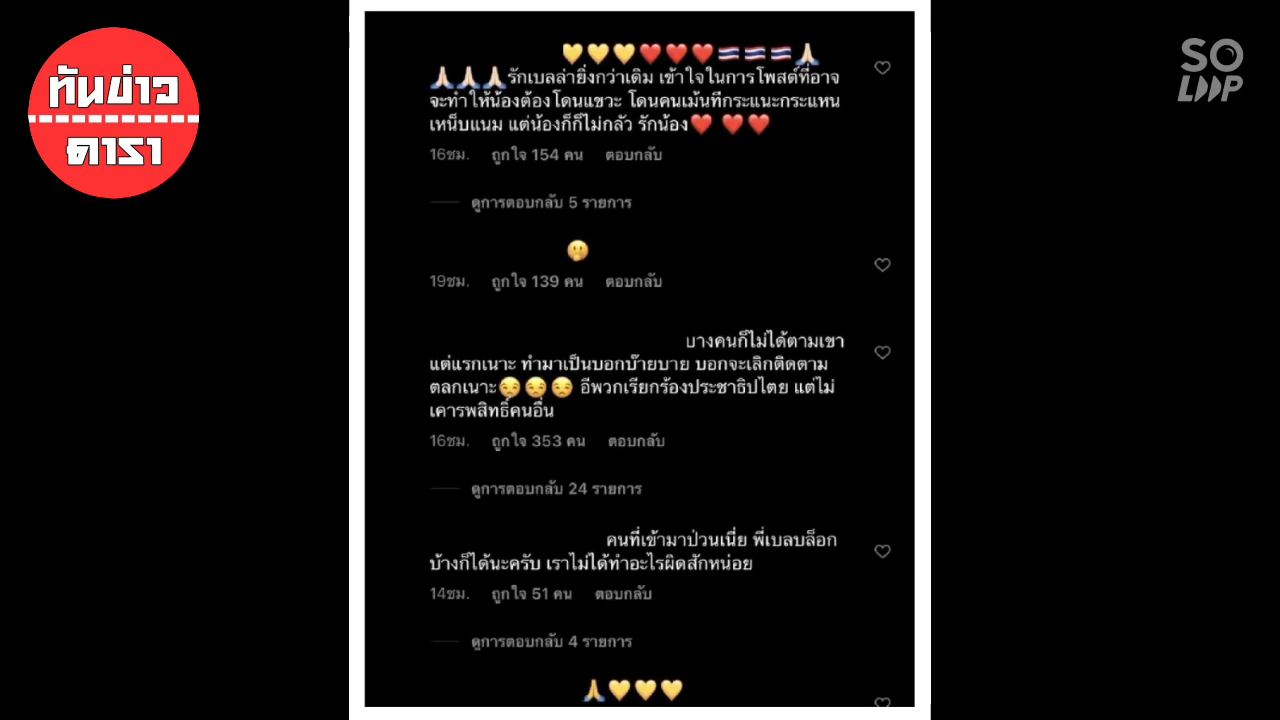 ทันข่าว
ดารา
SO
LOOP
💛💛💛❤️❤️❤️🇹🇭🇹🇭🇹🇭🙏🏻
🙏🏻🙏🏻🙏🏻รักเบลล่ายิ่งกว่าเดิม เข้าใจในการโพสต์ที่อาจ
จะทำให้น้องต้องโดนแขวะ โดนคนเม้นทึกระแนะกระแหน
เหน็บแนม แต่น้องก็ก็ไม่กลัว รักน้อง❤️ ❤️❤️
16ชม. ถูกใจ 154 คน ตอบกลับ
ดูการตอบกลับ 5 รายการ
🤫
19ชม. ถูกใจ 139 คน ตอบกลับ
บางคนก็ไม่ได้ตามเขา
แต่แรกเนาะ ทำมาเป็นบอกบ๊ายบาย บอกจะเลิกติดตาม
ตลกเนาะ😒😒😒 อีพวกเรียกร้องประชาธิปไตย แต่ไม่
เคารพสิทธิ์คนอื่น
16ชม. ถูกใจ 353 คน ตอบกลับ
ดูการตอบกลับ 24 รายการ
คนที่เข้ามาป่วนเนี่ย พี่เบลบล็อก
บ้างก็ได้นะครับ เราไม่ได้ทำอะไรผิดสักหน่อย
14ชม. ถูกใจ 51 คน ตอบกลับ
ดูการตอบกลับ 4 รายการ
🙏💛💛💛